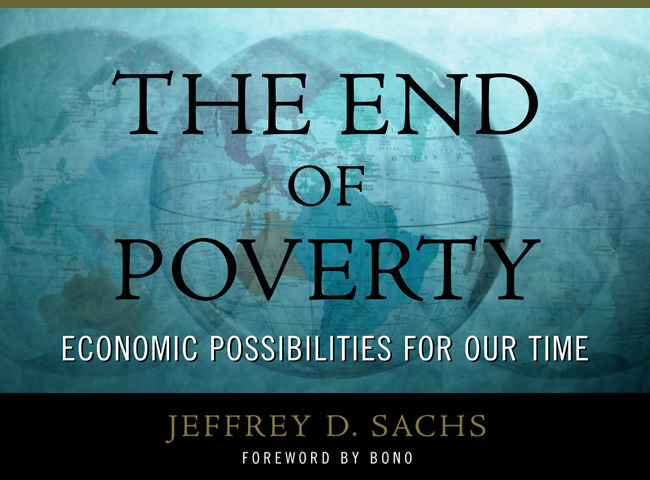 THE END
OF
POVERTY
ECONOMIC POSSIBILITIES FOR OUR TIME
JEFFREY D. SACHS
FOREWORD BY BONO